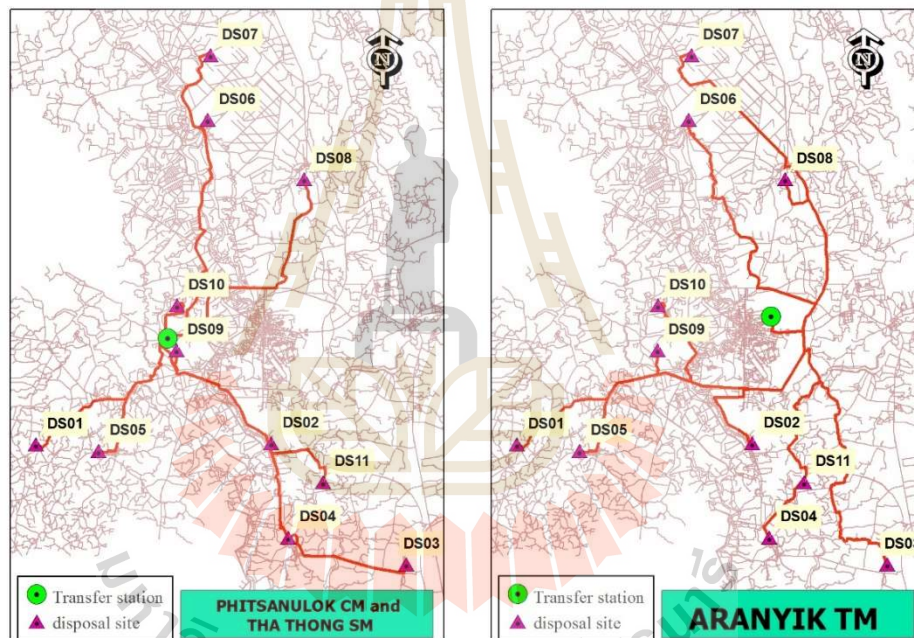 DS07
DS06
DS08
DS10
DS09
DS01
DS05
DS02
DS11
DS04
DS03
N
Transfer station
disposal site
PHITSANULOK CM and
THA THONG SM
DS07
DS06
DS08
DS10
DS09
DS01
DS05
DS02
DS11
DS04
DS03
N
Transfer station
disposal site
ARANYIK TM